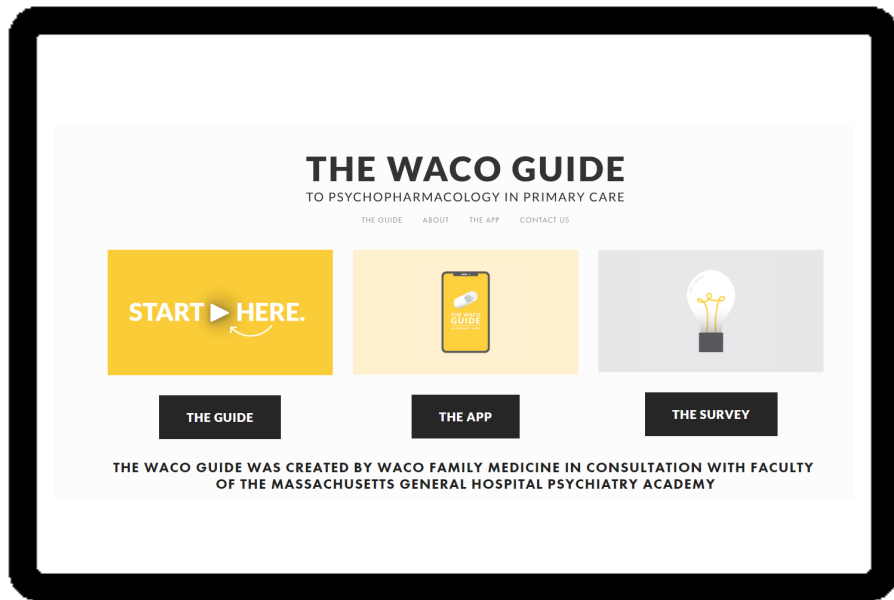 THE WACO GUIDE
TO PSYCHOPHARMACOLOGY IN PRIMARY CARE
THE GUIDE ABOUT THE APP CONTACT US
START HERE.
THE WACO
GUIDE
THE GUIDE
THE APP
THE SURVEY
THE WACO GUIDE WAS CREATED BY WACO FAMILY MEDICINE IN CONSULTATION WITH FACULTY
OF THE MASSACHUSETTS GENERAL HOSPITAL PSYCHIATRY ACADEMY